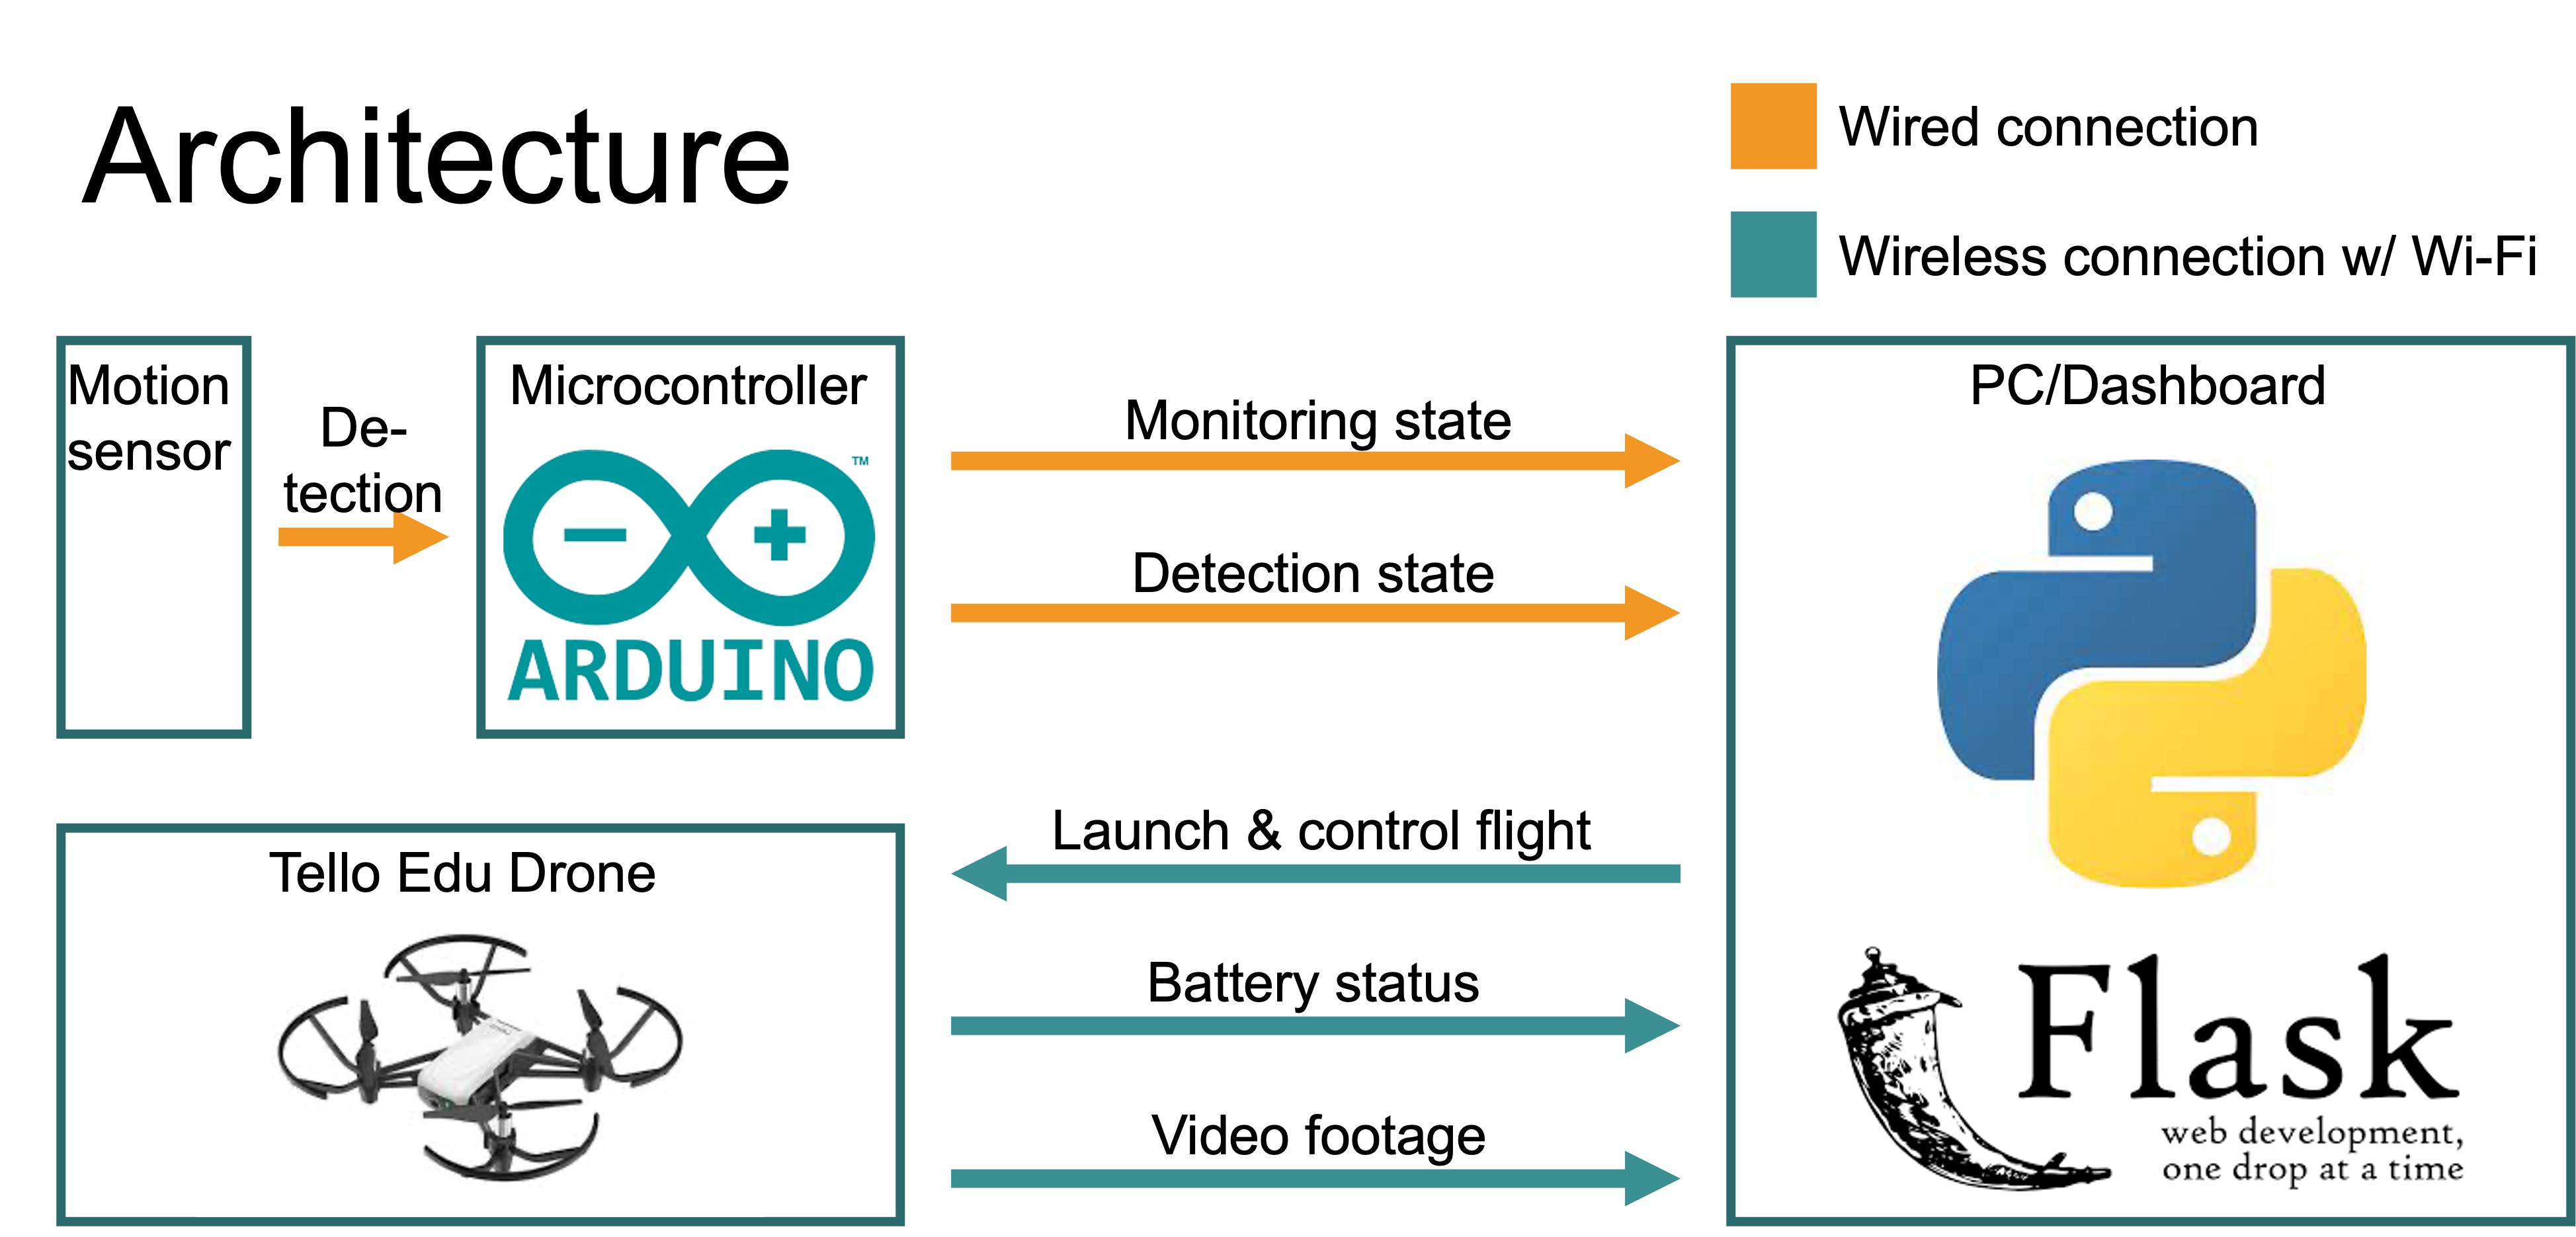 Architecture
Wired connection
Wireless connection w/ Wi-Fi
Motion
sensor
De-
tection
Microcontroller
TM
ARDUINO
Monitoring state
Detection state
PC/Dashboard
Tello Edu Drone
Launch & control flight
Battery status
Video footage
Flask
web development,
one drop at a time